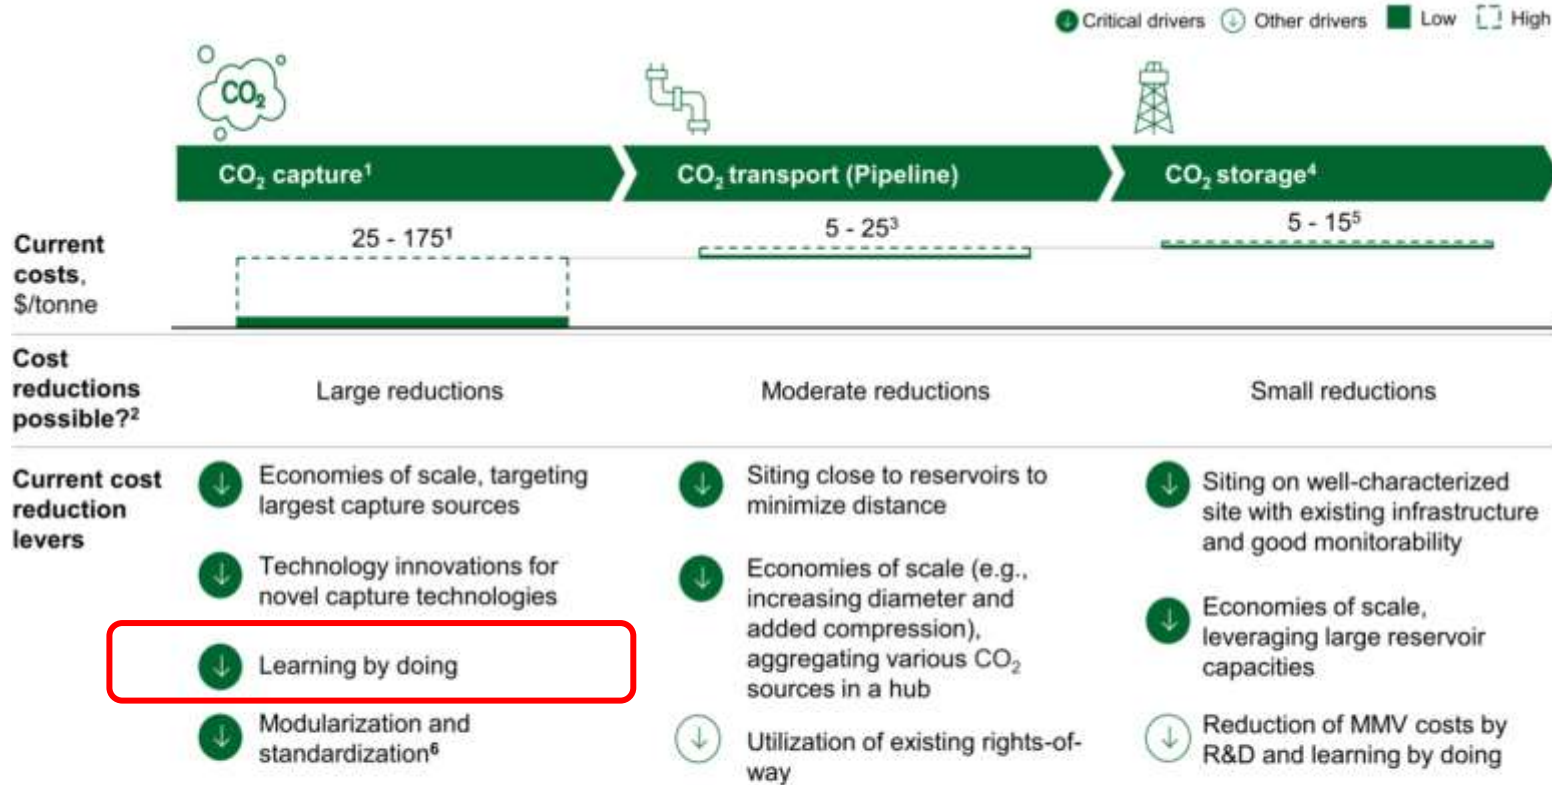 Critical drivers Other drivers Low High
CO₂
CO₂ capture¹
CO₂ transport (Pipeline)
CO₂ storage⁴
Current
costs,
$/tonne
25 - 175¹
5 - 25³
5 - 15⁵
Cost
reductions
possible?²
Large reductions
Moderate reductions
Small reductions
Current cost
reduction
levers
Economies of scale, targeting
largest capture sources
Technology innovations for
novel capture technologies
Learning by doing
Modularization and
standardization⁶
Siting close to reservoirs to
minimize distance
Economies of scale (e.g.,
increasing diameter and
added compression),
aggregating various CO₂
sources in a hub
Utilization of existing rights-of-
way
Siting on well-characterized
site with existing infrastructure
and good monitorability
Economies of scale,
leveraging large reservoir
capacities
Reduction of MMV costs by
R&D and learning by doing